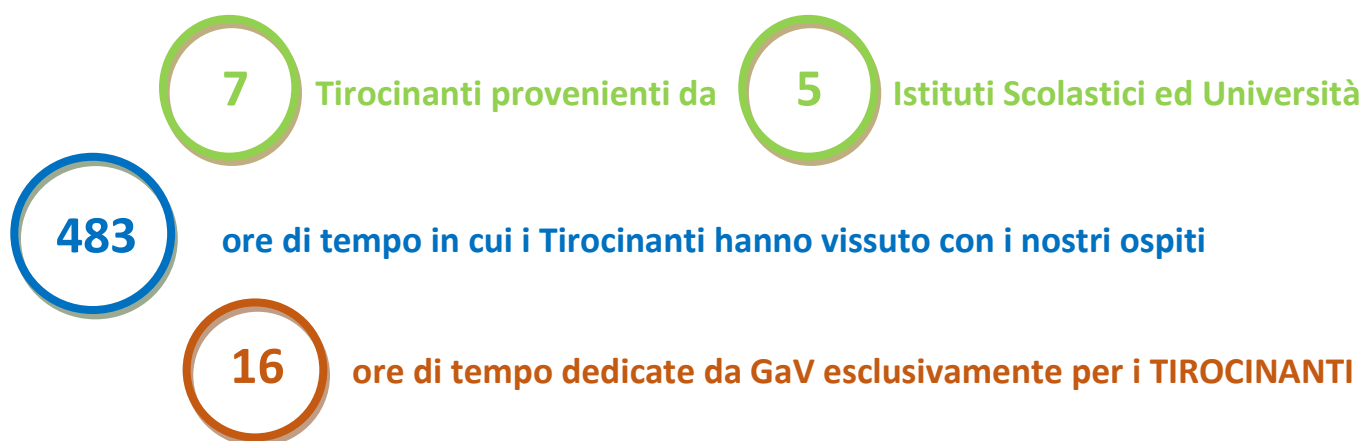 7 Tirocinanti provenienti da 5 Istituti Scolastici ed Università
483 ore di tempo in cui i Tirocinanti hanno vissuto con i nostri ospiti
16 ore di tempo dedicate da GaV esclusivamente per i TIROCINANTI